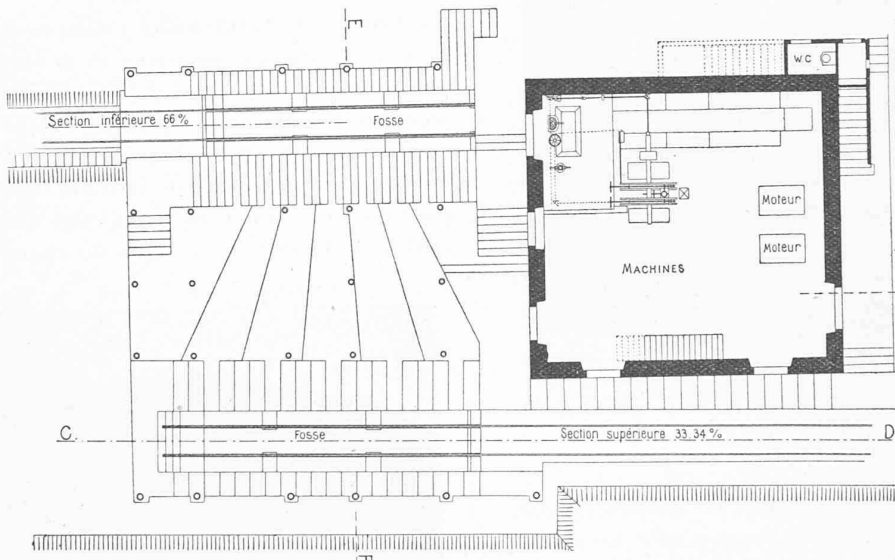 E
W.C
Section inférieure 66%
Fosse
Moteur
Moteur
MACHINES
C
Fosse
Section supérieure 33.34 %
D
F